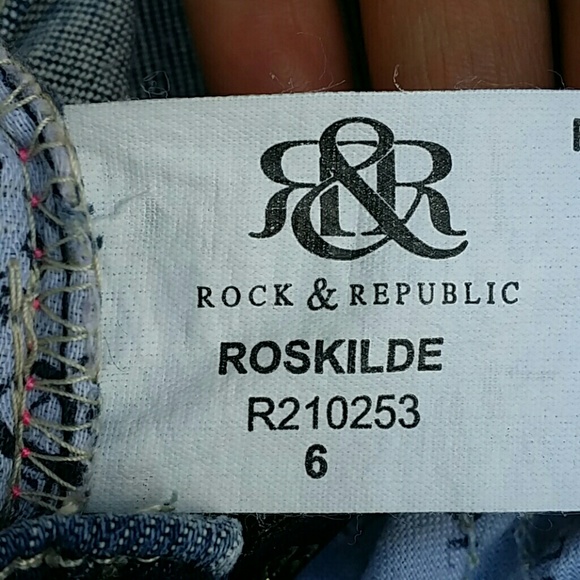 R&R
ROCK & REPUBLIC
ROSKILDE
R210253
6